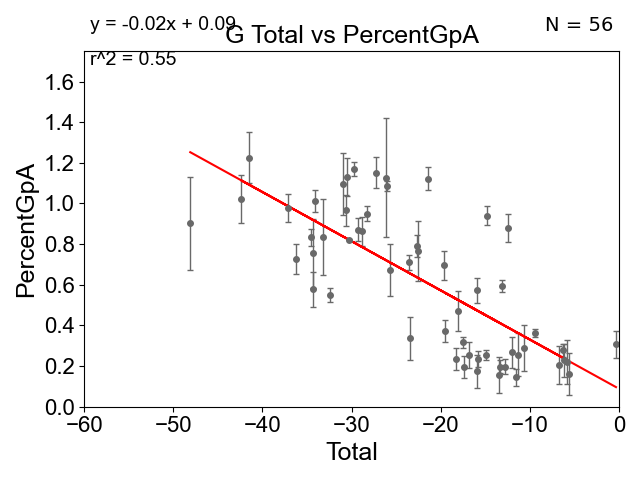 y = -0.02x + 0.09
G Total vs PercentGpA
N = 56
r^2 = 0.55
PercentGpA
1.6
1.4
1.2
1.0
0.8
0.6
0.4
0.2
0.0
−60 −50 −40 −30 −20 −10 0
Total